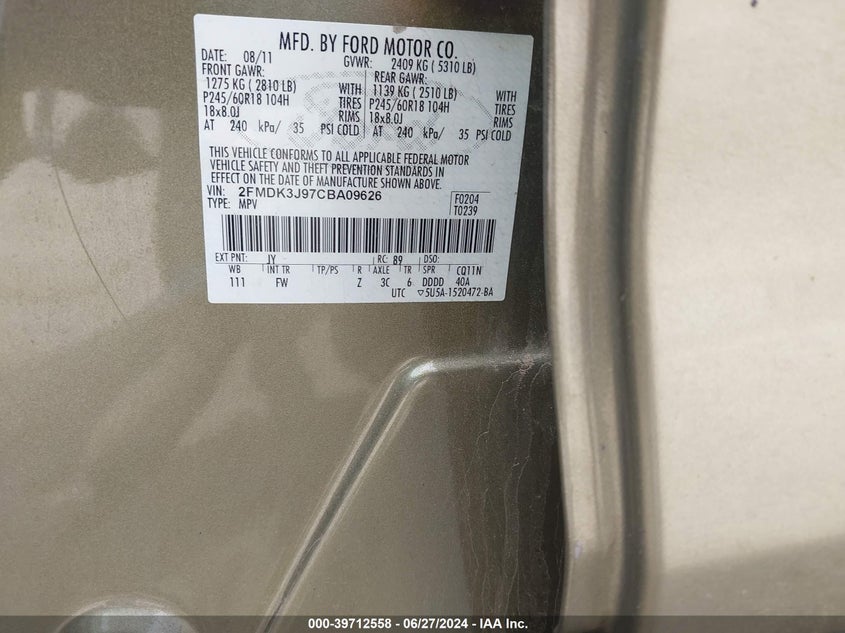 MFD. BY FORD MOTOR CO.
DATE: 08/11 GVWR: 2409 KG ( 5310 LB)
FRONT GAWR: REAR GAWR:
1275 KG ( 2810 LB) WITH 1139 KG ( 2510 LB) WITH
P245/60R18 104H TIRES P245/60R18 104H TIRES
18x8.0J RIMS 18x8.0J RIMS
AT 240 kPa/ 35 PSI COLD AT 240 kPa/ 35 PSI COLD
THIS VEHICLE CONFORMS TO ALL APPLICABLE FEDERAL MOTOR
VEHICLE SAFETY AND THEFT PREVENTION STANDARDS IN
EFFECT ON THE DATE OF MANUFACTURE SHOWN ABOVE.
VIN: 2FMDK3J97CBA09626 F0204
TYPE: MPV T0239
EXT PNT: JY RC: 89 DSO:
WB INT TR TP/PS R AXLE TR SPR CQ11N
111 FW Z 3C 6 DDDD 40A
UTC ▽5U5A-1520472-BA
000-39712558 - 06/27/2024 - IAA Inc.